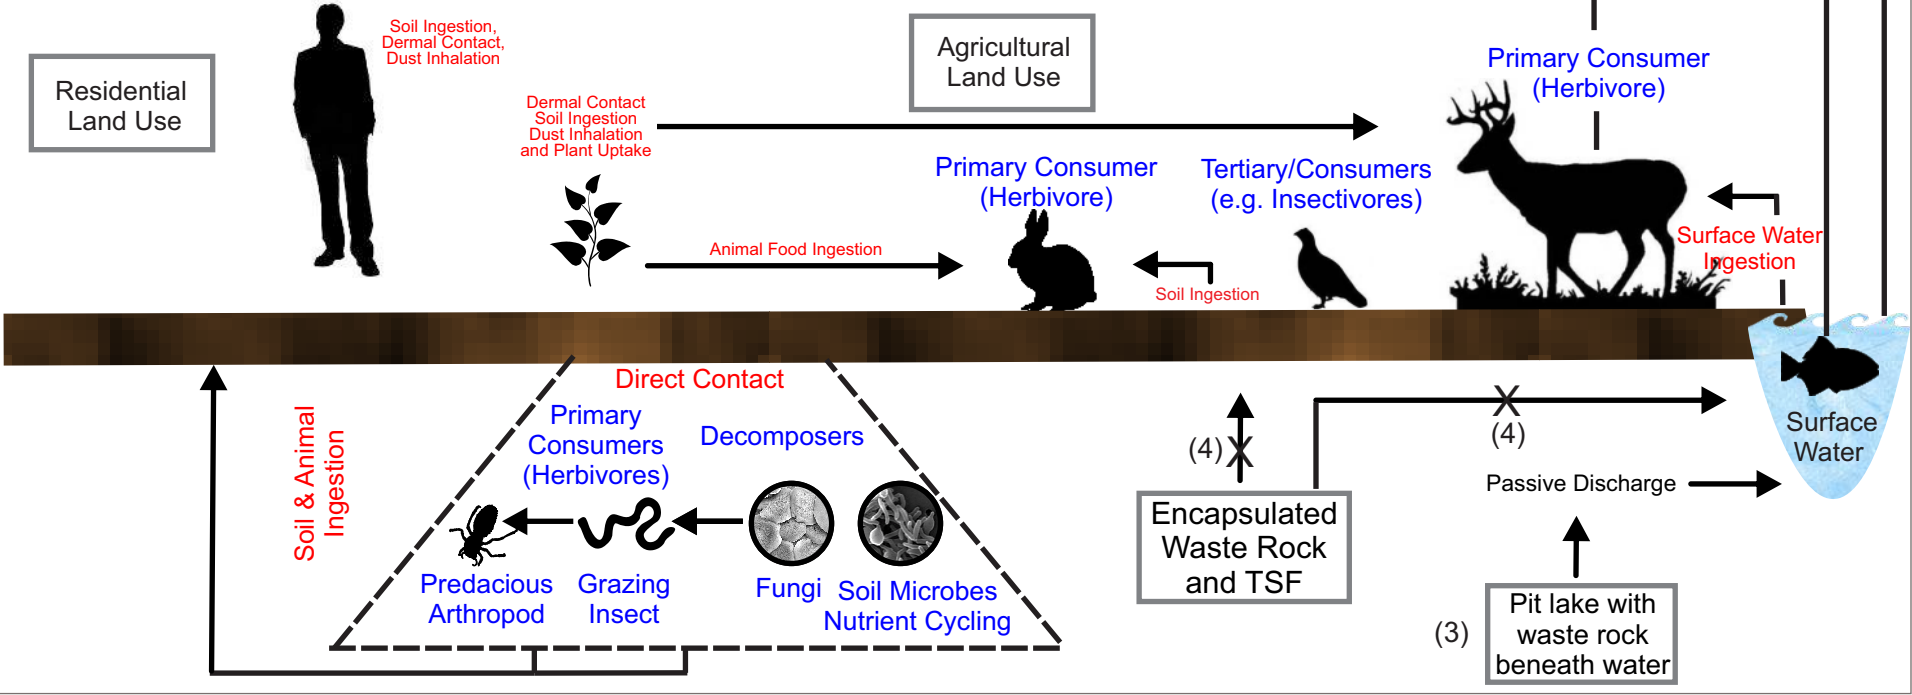 Residential
Land Use
Soil Ingestion,
Dermal Contact,
Dust Inhalation
Agricultural
Land Use
Primary Consumer
(Herbivore)
Dermal Contact
Soil Ingestion
Dust Inhalation
and Plant Uptake
Primary Consumer
(Herbivore)
Tertiary/Consumers
(e.g. Insectivores)
Animal Food Ingestion
Soil Ingestion
Surface Water
Ingestion
Direct Contact
Soil & Animal
Ingestion
Primary
Consumers
(Herbivores)
Decomposers
Predacious
Arthropod
Grazing
Insect
Fungi
Soil Microbes
Nutrient Cycling
(4)
X
X
(4)
Surface
Water
Passive Discharge
Encapsulated
Waste Rock
and TSF
(3)
Pit lake with
waste rock
beneath water